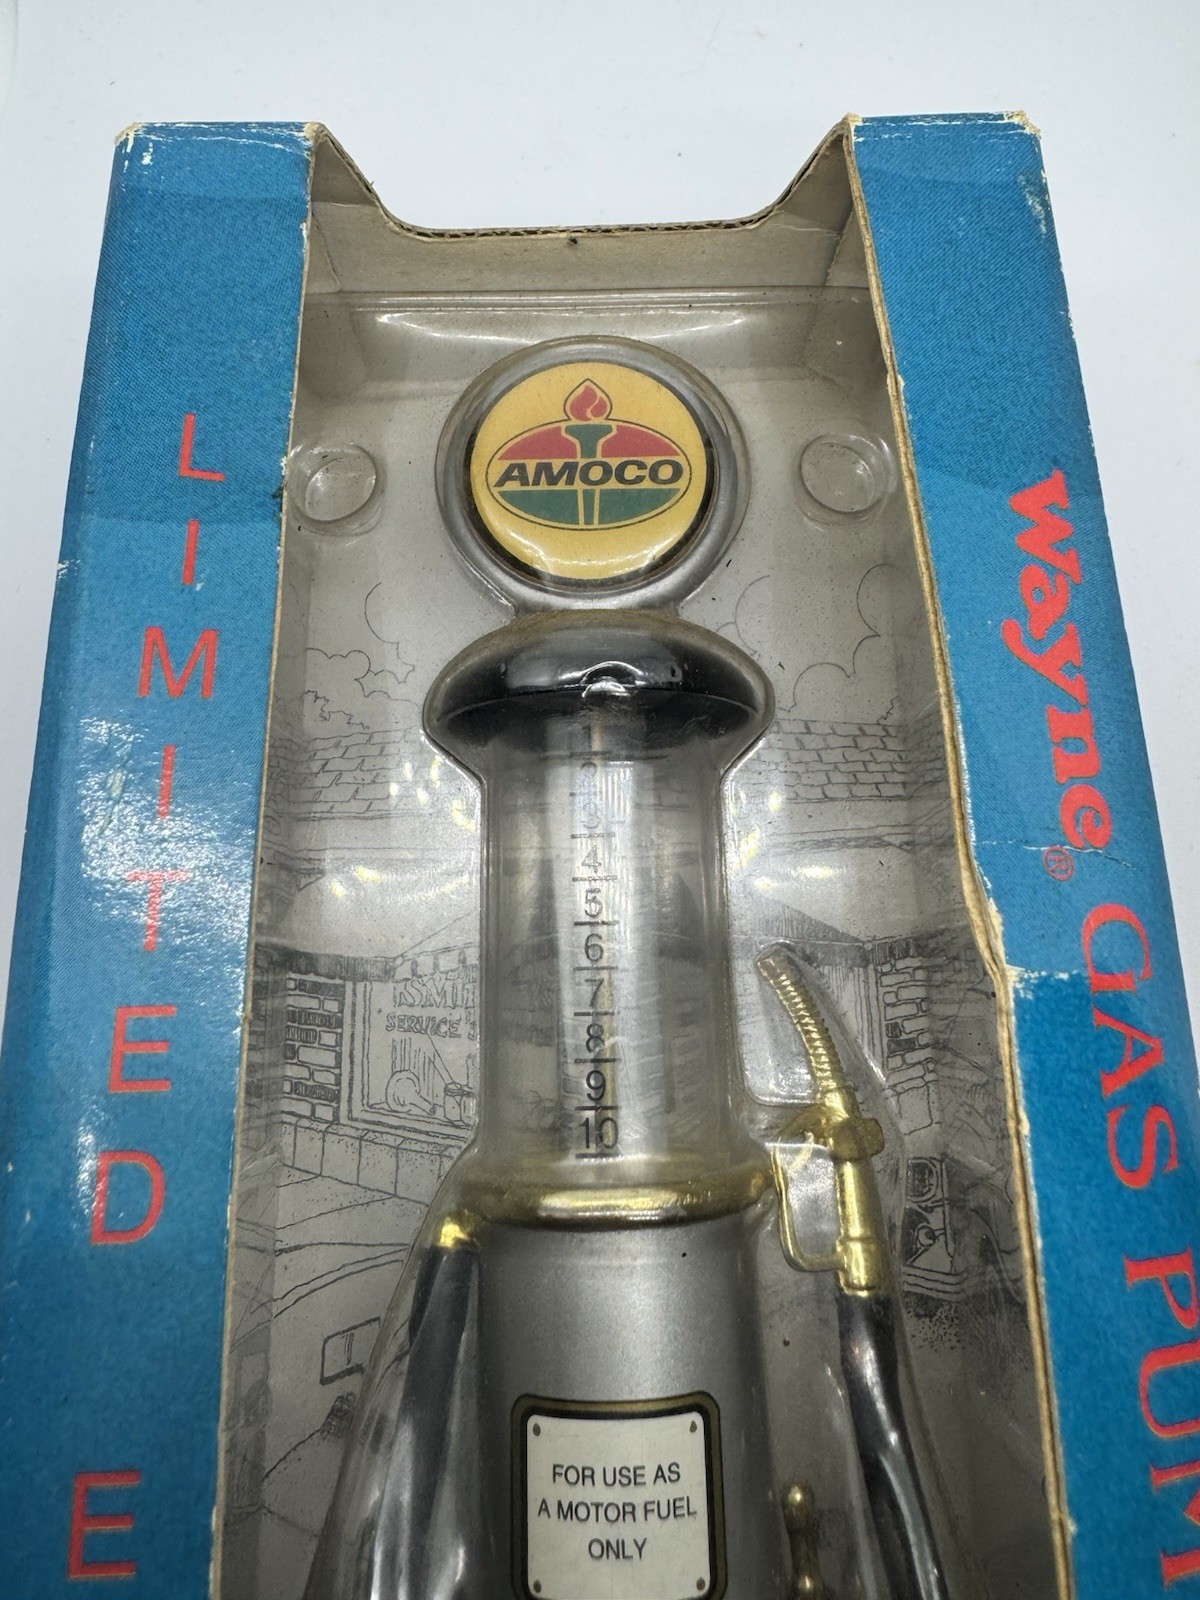 LIMITED
E
AMOCO
1
2
3
4
5
6
7
8
9
10
SERVICE
FOR USE AS
A MOTOR FUEL
ONLY
Wayne® GAS PUM